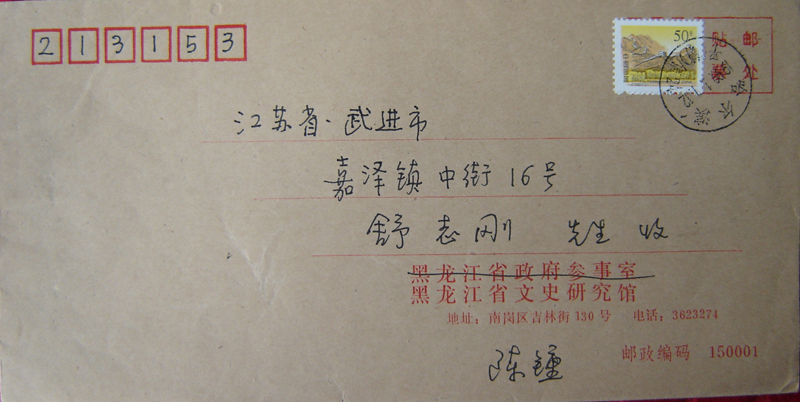 213153
50分
贴邮
票处
江苏省·武进市
嘉泽镇中街16号
舒志刚 先生 收
黑龙江省政府参事室
黑龙江省文史研究馆
地址：南岗区吉林街130号 电话：3623274
陈锺
邮政编码 150001